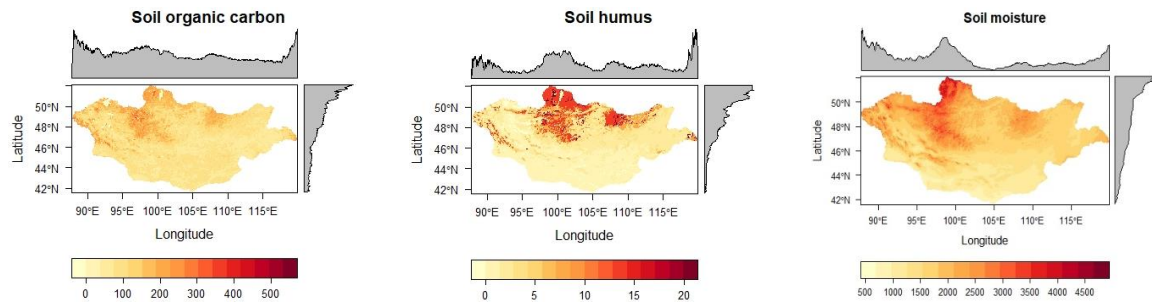 Soil organic carbon
Latitude
50°N
48°N
46°N
44°N
42°N
90°E 95°E 100°E 105°E 110°E 115°E
Longitude
0 100 200 300 400 500
Soil humus
Latitude
50°N
48°N
46°N
44°N
42°N
90°E 95°E 100°E 105°E 110°E 115°E
Longitude
0 5 10 15 20
Soil moisture
Latitude
52°N
50°N
48°N
46°N
44°N
42°N
90°E 95°E 100°E 105°E 110°E 115°E
Longitude
500 1000 1500 2000 2500 3000 3500 4000 4500